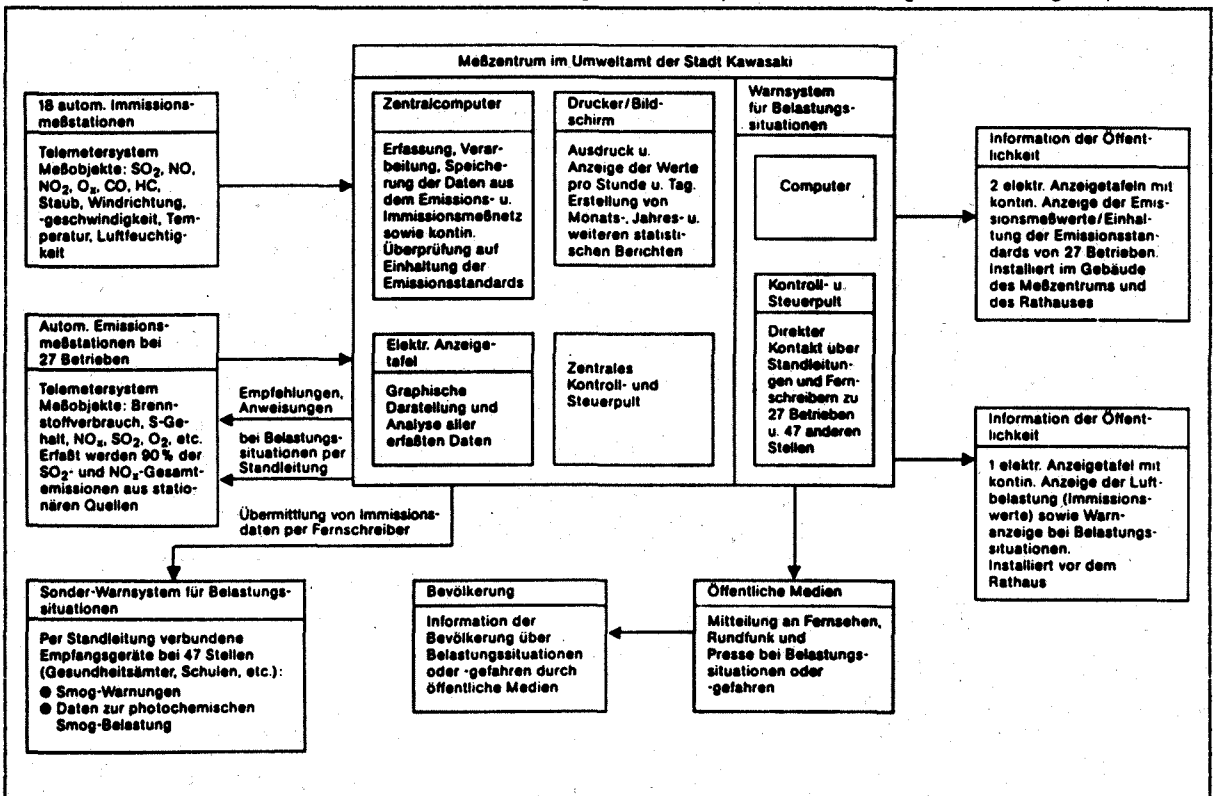 Meßzentrum im Umweltamt der Stadt Kawasaki
18 autom. Immissions-
meßstationen
Telemetersystem
Meßobjekte: SO₂, NO,
NO₂, Oₓ, CO, HC,
Staub, Windrichtung,
-geschwindigkeit, Tem-
peratur, Luftfeuchtig-
keit
Autom. Emissions-
meßstationen bei
27 Betrieben
Telemetersystem
Meßobjekte: Brenn-
stoffverbrauch, S-Ge-
halt, NOₓ, SO₂, O₂, etc.
Erfaßt werden 90 % der
SO₂- und NOₓ-Gesamt-
emissionen aus statio-
nären Quellen
Empfehlungen,
Anweisungen
bei Belastungs-
situationen per
Standleitung
Zentralcomputer
Erfassung, Verar-
beitung, Speiche-
rung der Daten aus
dem Emissions- u.
Immissionsmeßnetz
sowie kontin.
Überprüfung auf
Einhaltung der
Emissionsstandards
Drucker/Bild-
schirm
Ausdruck u.
Anzeige der Werte
pro Stunde u. Tag.
Erstellung von
Monats-, Jahres- u.
weiteren statisti-
schen Berichten
Elektr. Anzeige-
tafel
Graphische
Darstellung und
Analyse aller
erfaßten Daten
Zentrales
Kontroll- und
Steuerpult
Warnsystem
für Belastungs-
situationen
Computer
Kontroll- u.
Steuerpult
Direkter
Kontakt über
Standleitun-
gen und Fern-
schreibern zu
27 Betrieben
u. 47 anderen
Stellen
Information der Öffent-
lichkeit
2 elektr. Anzeigetafeln mit
kontin. Anzeige der Emis-
sionsmeßwerte/Einhal-
tung der Emissionsstan-
dards von 27 Betrieben.
Installiert im Gebäude
des Meßzentrums und
des Rathauses
Information der Öffent-
lichkeit
1 elektr. Anzeigetafel mit
kontin. Anzeige der Luft-
belastung (Immissions-
werte) sowie Warn-
anzeige bei Belastungs-
situationen.
Installiert vor dem
Rathaus
Übermittlung von Immissions-
daten per Fernschreiber
Sonder-Warnsystem für Belastungs-
situationen
Per Standleitung verbundene
Empfangsgeräte bei 47 Stellen
(Gesundheitsämter, Schulen, etc.):
● Smog-Warnungen
● Daten zur photochemischen
Smog-Belastung
Bevölkerung
Information der
Bevölkerung über
Belastungssituationen
oder -gefahren durch
öffentliche Medien
Öffentliche Medien
Mitteilung an Fernsehen,
Rundfunk und
Presse bei Belastungs-
situationen oder
-gefahren